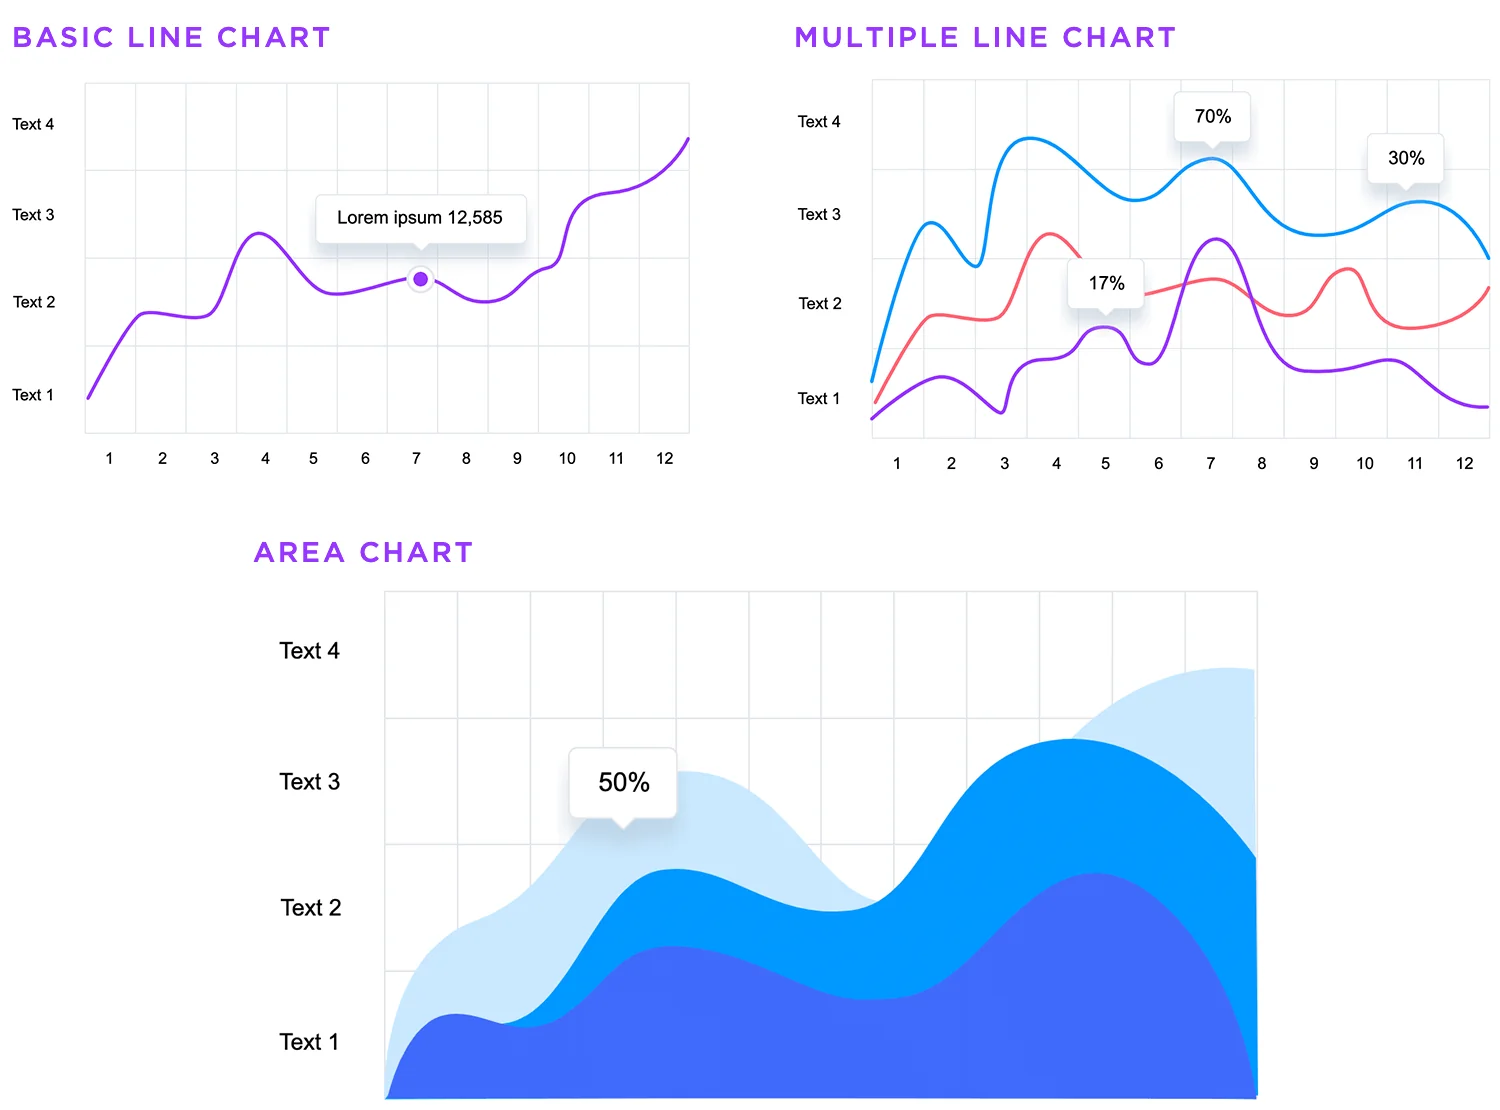 BASIC LINE CHART
Text 4
Text 3
Text 2
Text 1
Lorem ipsum 12,585
1 2 3 4 5 6 7 8 9 10 11 12
MULTIPLE LINE CHART
Text 4
Text 3
Text 2
Text 1
70%
30%
17%
1 2 3 4 5 6 7 8 9 10 11 12
AREA CHART
Text 4
Text 3
Text 2
Text 1
50%